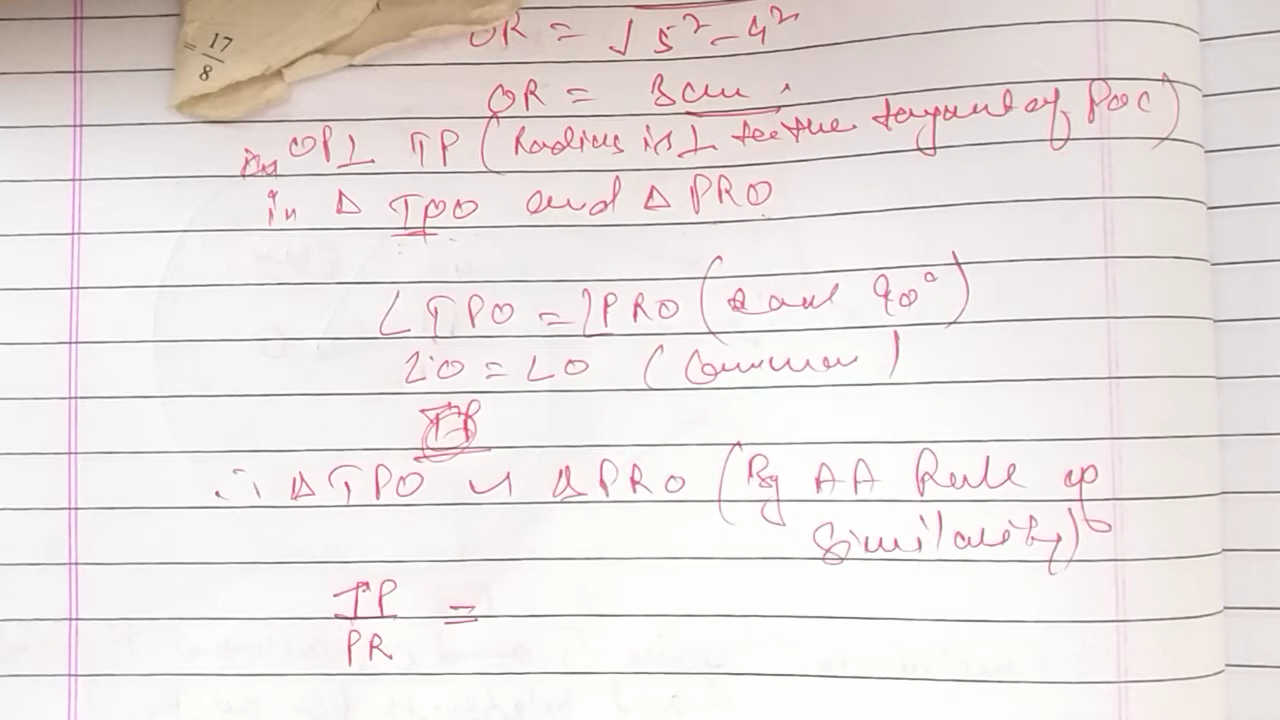 = 17/8
OR = √5²-4²
OR = 3cm.
OP⊥ TP (Radius is ⊥ to the tangent of POC)
in Δ TPO and Δ PRO
∠TPO = ∠PRO (each 90°)
∠O = ∠O (Common)
TP
∴ Δ TPO ~ Δ PRO (By AA Rule of
Similarity)
TP/PR =